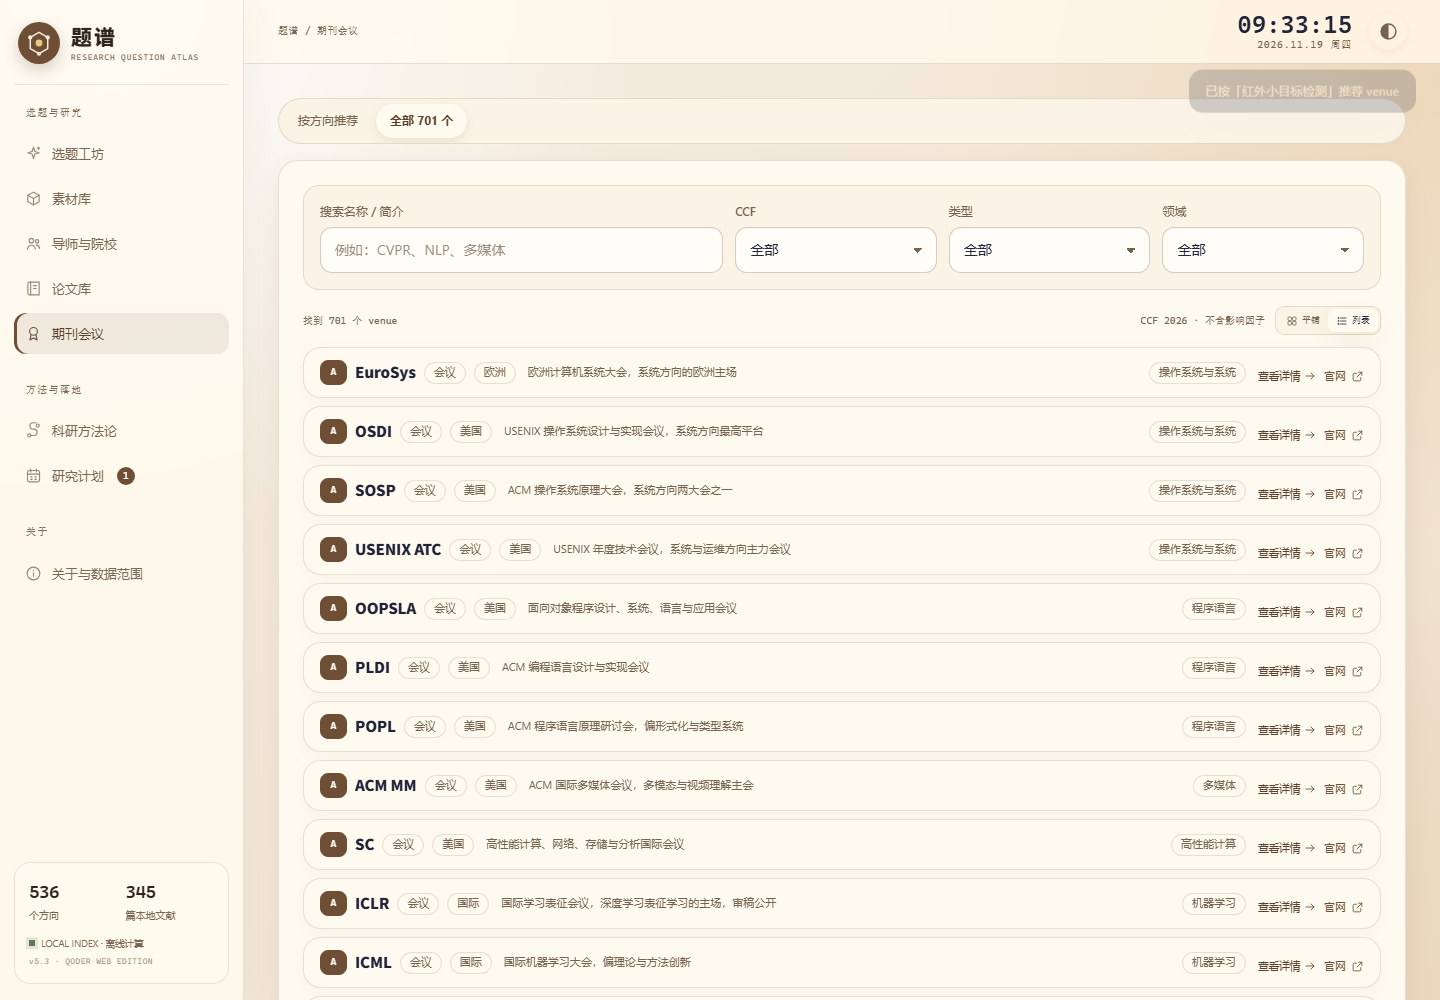 题谱
RESEARCH QUESTION ATLAS
选题与研究
选题工坊
素材库
导师与院校
论文库
期刊会议
方法与落地
科研方法论
研究计划 1
关于
关于与数据范围
536 345
个方向 篇本地文献
LOCAL INDEX · 离线计算
v5.3 · QODER WEB EDITION
题谱 / 期刊会议
09:33:15
2026.11.19 周四
已按「红外小目标检测」推荐 venue
按方向推荐 全部 701 个
搜索名称 / 简介 CCF 类型 领域
例如：CVPR、NLP、多媒体 全部 全部 全部
找到 701 个 venue CCF 2026 · 不含影响因子 平铺 列表
A EuroSys 会议 欧洲 欧洲计算机系统大会，系统方向的欧洲主场 操作系统与系统 查看详情 → 官网
A OSDI 会议 美国 USENIX 操作系统设计与实现会议，系统方向最高平台 操作系统与系统 查看详情 → 官网
A SOSP 会议 美国 ACM 操作系统原理大会，系统方向两大会之一 操作系统与系统 查看详情 → 官网
A USENIX ATC 会议 美国 USENIX 年度技术会议，系统与运维方向主力会议 操作系统与系统 查看详情 → 官网
A OOPSLA 会议 美国 面向对象程序设计、系统、语言与应用会议 程序语言 查看详情 → 官网
A PLDI 会议 美国 ACM 编程语言设计与实现会议 程序语言 查看详情 → 官网
A POPL 会议 美国 ACM 程序语言原理研讨会，偏形式化与类型系统 程序语言 查看详情 → 官网
A ACM MM 会议 美国 ACM 国际多媒体会议，多模态与视频理解主会 多媒体 查看详情 → 官网
A SC 会议 美国 高性能计算、网络、存储与分析国际会议 高性能计算 查看详情 → 官网
A ICLR 会议 国际 国际学习表征会议，深度学习表征学习的主场，审稿公开 机器学习 查看详情 → 官网
A ICML 会议 国际 国际机器学习大会，偏理论与方法创新 机器学习 查看详情 → 官网